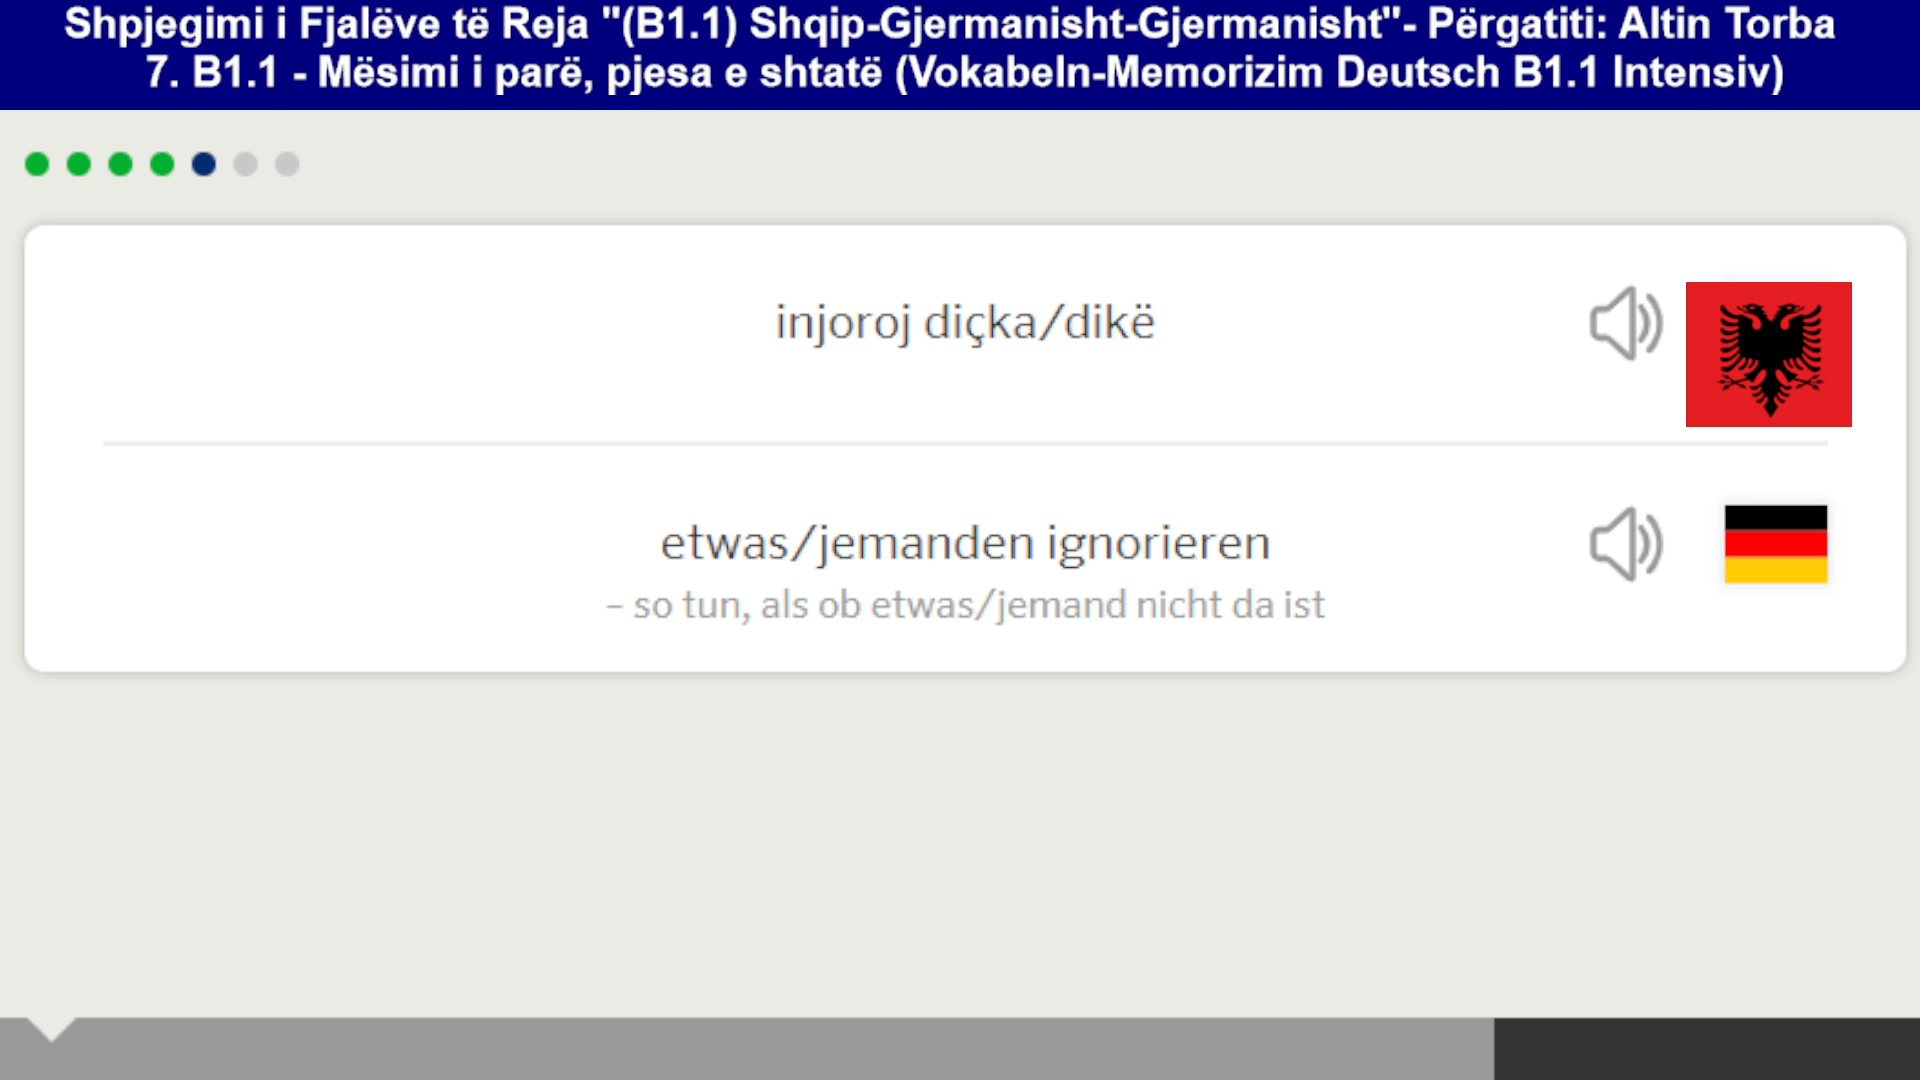 Shpjegimi i Fjalëve të Reja "(B1.1) Shqip-Gjermanisht-Gjermanisht"- Përgatiti: Altin Torba
7. B1.1 - Mësimi i parë, pjesa e shtatë (Vokabeln-Memorizim Deutsch B1.1 Intensiv)
injoroj diçka/dikë
etwas/jemanden ignorieren
– so tun, als ob etwas/jemand nicht da ist